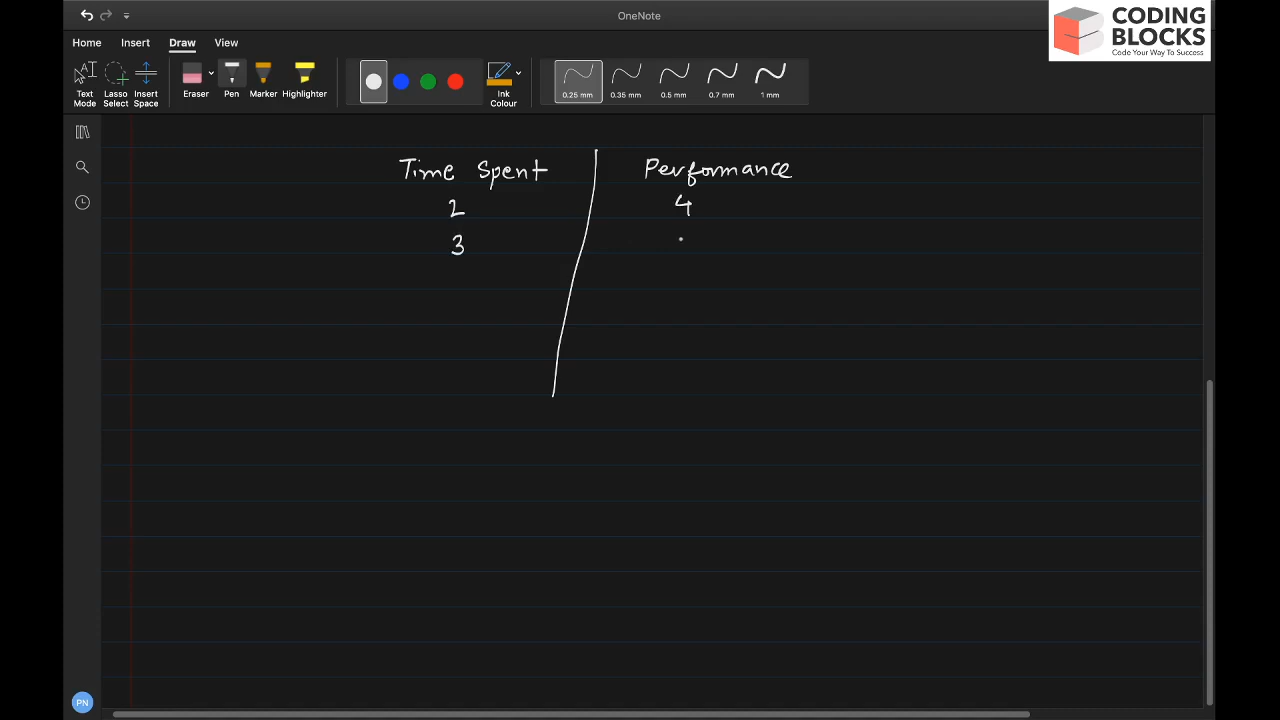 OneNote
CODING
BLOCKS
Code Your Way To Success
Home Insert Draw View
Text Mode Lasso Select Insert Space Eraser Pen Marker Highlighter Ink Colour 0.25 mm 0.35 mm 0.5 mm 0.7 mm 1 mm
Time Spent Performance
2 4
3
PN